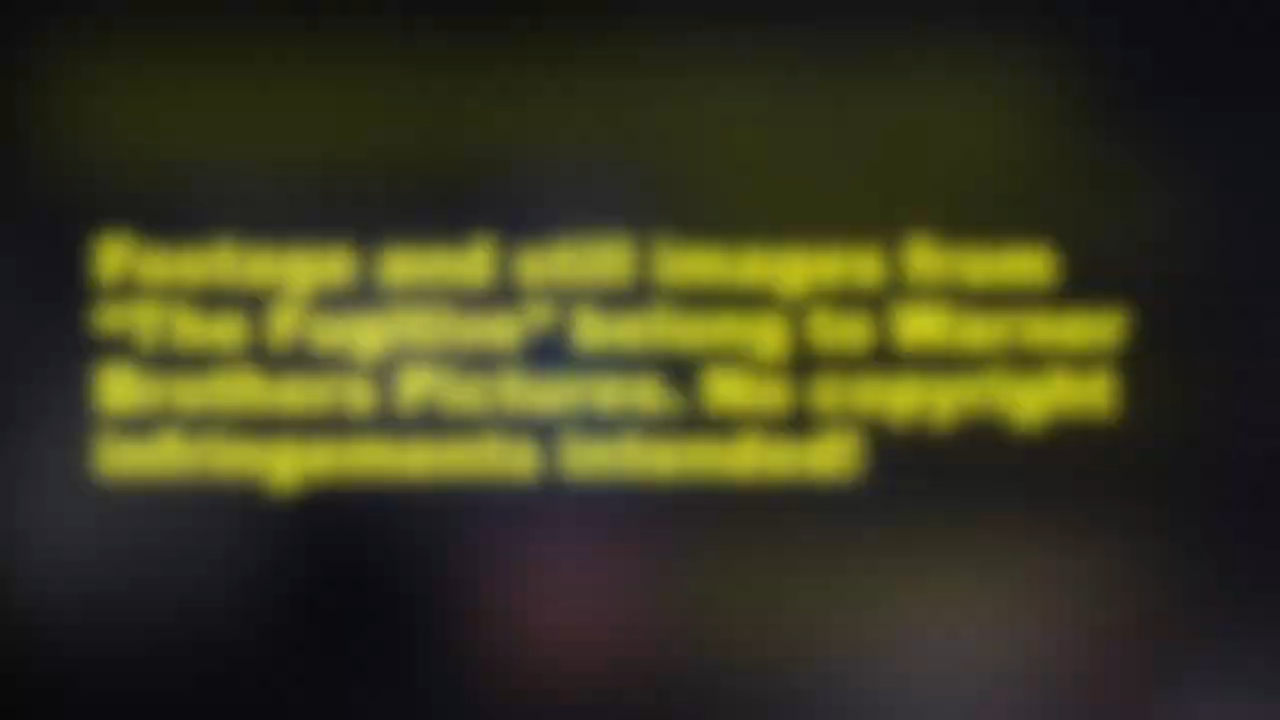 Footage and still images from
"The Fugitive" belong to Warner
Brothers Pictures. No copyright
infringements intended!